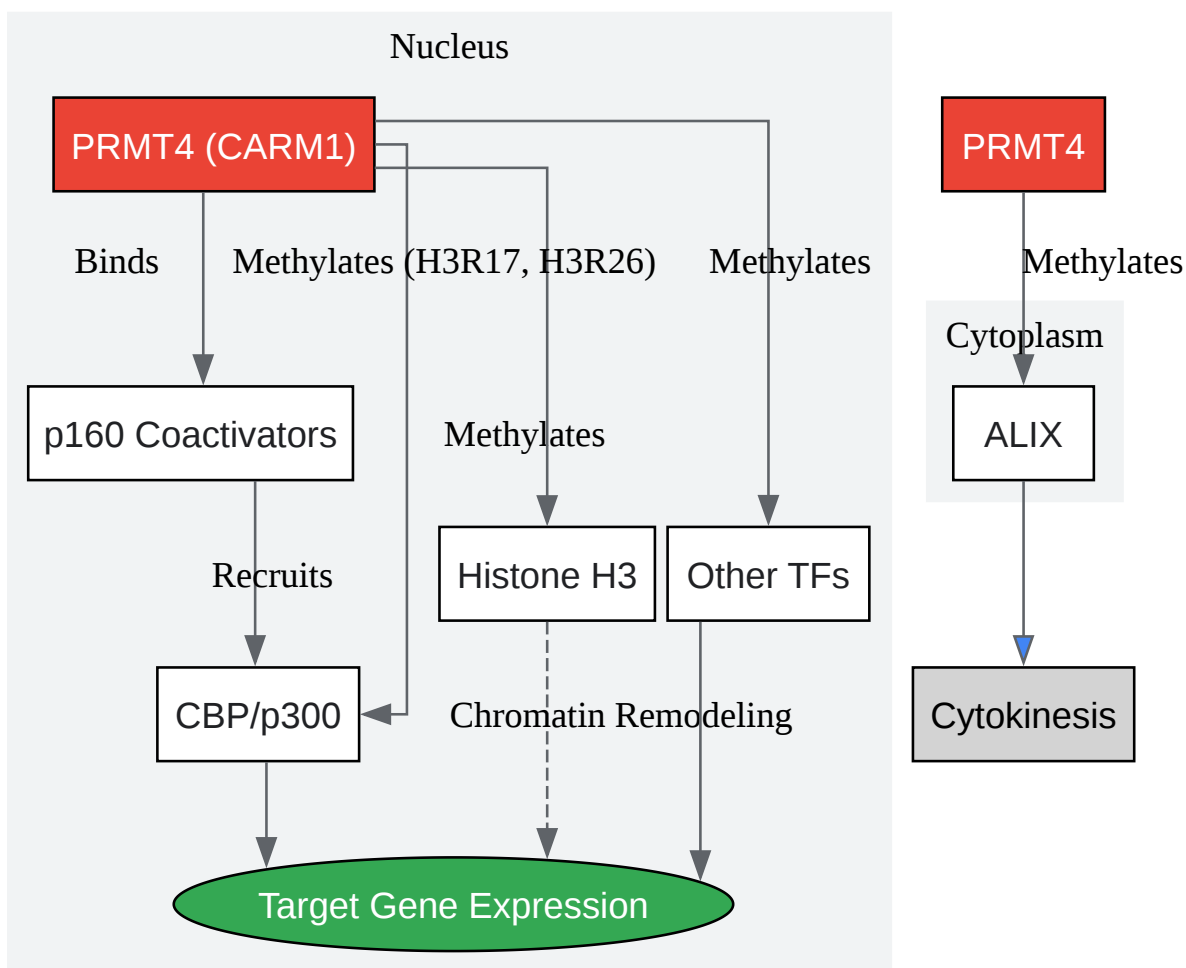 Nucleus
PRMT4 (CARM1)
PRMT4
Binds
Methylates (H3R17, H3R26)
Methylates
Methylates
Cytoplasm
p160 Coactivators
Methylates
ALIX
Recruits
Histone H3
Other TFs
CBP/p300
Chromatin Remodeling
Cytokinesis
Target Gene Expression